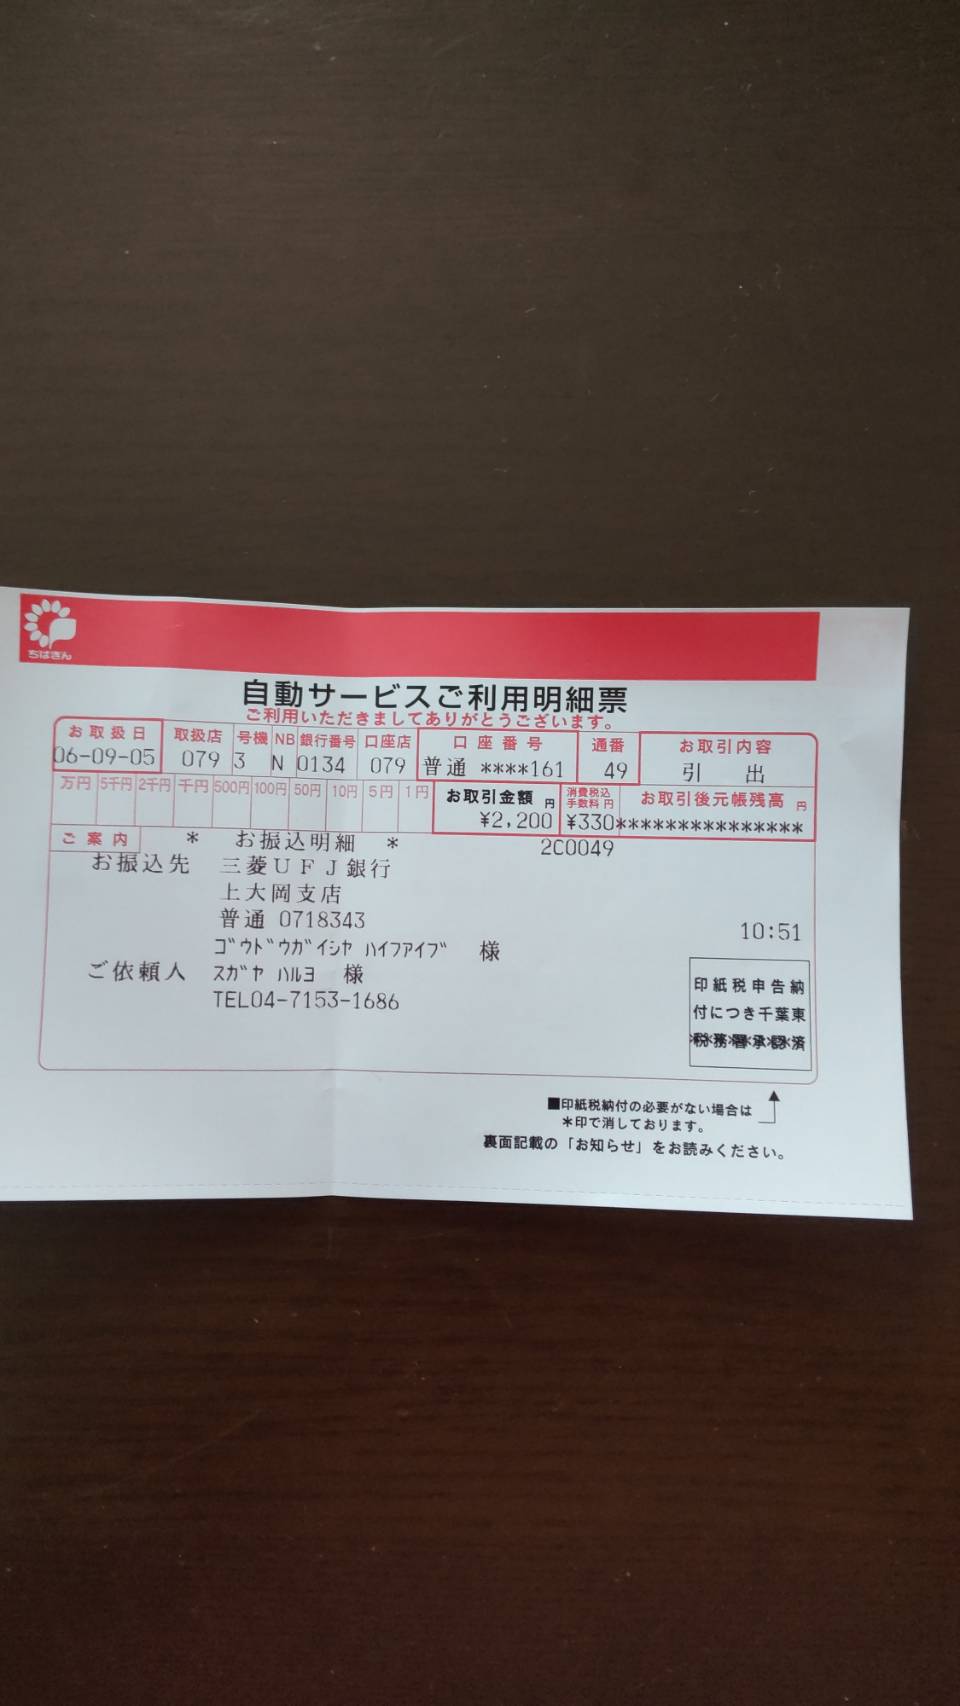 ちばぎん
自動サービスご利用明細票
ご利用いただきましてありがとうございます。
お取扱日 取扱店 号機 NB 銀行番号 口座店 口座番号 通番 お取引内容
06-09-05 079 3 N 0134 079 普通 ****161 49 引 出
万円 5千円 2千円 千円 500円 100円 50円 10円 5円 1円 お取引金額 円 消費税込手数料 円 お取引後元帳残高 円
¥2,200 ¥330***************
ご案内 * お振込明細 * 2C0049
お振込先 三菱UFJ銀行
上大岡支店
普通 0718343
10:51
ゴウドウガイシヤ ハイフアイブ 様
ご依頼人 スガヤ ハルヨ 様
TEL04-7153-1686
印紙税申告納
付につき千葉東
税務署承認済
■印紙税納付の必要がない場合は
*印で消しております。
裏面記載の「お知らせ」をお読みください。